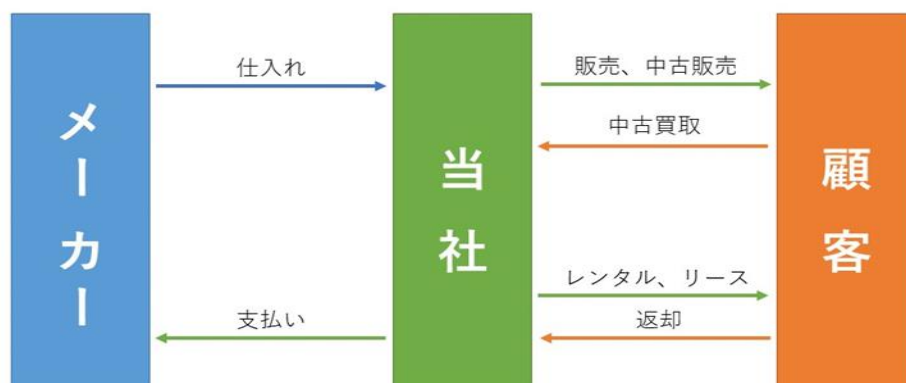 メーカー
仕入れ
支払い
当社
販売、中古販売
中古買取
レンタル、リース
返却
顧客